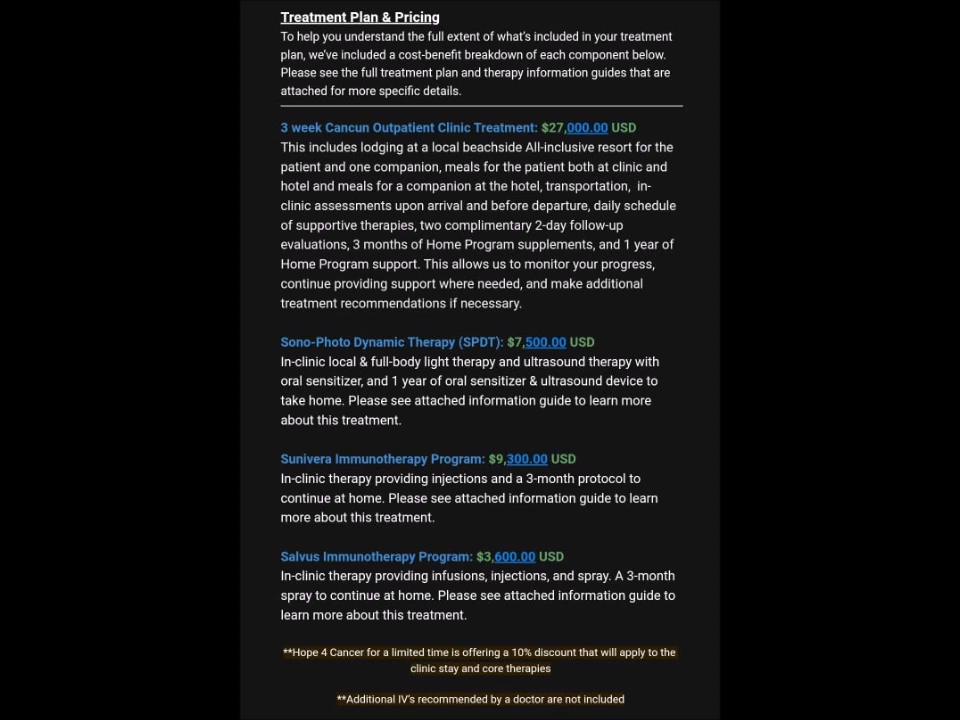 Treatment Plan & Pricing
To help you understand the full extent of what's included in your treatment
plan, we've included a cost-benefit breakdown of each component below.
Please see the full treatment plan and therapy information guides that are
attached for more specific details.
3 week Cancun Outpatient Clinic Treatment: $27,000.00 USD
This includes lodging at a local beachside All-inclusive resort for the
patient and one companion, meals for the patient both at clinic and
hotel and meals for a companion at the hotel, transportation, in-
clinic assessments upon arrival and before departure, daily schedule
of supportive therapies, two complimentary 2-day follow-up
evaluations, 3 months of Home Program supplements, and 1 year of
Home Program support. This allows us to monitor your progress,
continue providing support where needed, and make additional
treatment recommendations if necessary.
Sono-Photo Dynamic Therapy (SPDT): $7,500.00 USD
In-clinic local & full-body light therapy and ultrasound therapy with
oral sensitizer, and 1 year of oral sensitizer & ultrasound device to
take home. Please see attached information guide to learn more
about this treatment.
Sunivera Immunotherapy Program: $9,300.00 USD
In-clinic therapy providing injections and a 3-month protocol to
continue at home. Please see attached information guide to learn
more about this treatment.
Salvus Immunotherapy Program: $3,600.00 USD
In-clinic therapy providing infusions, injections, and spray. A 3-month
spray to continue at home. Please see attached information guide to
learn more about this treatment.
**Hope 4 Cancer for a limited time is offering a 10% discount that will apply to the
clinic stay and core therapies
**Additional IV's recommended by a doctor are not included